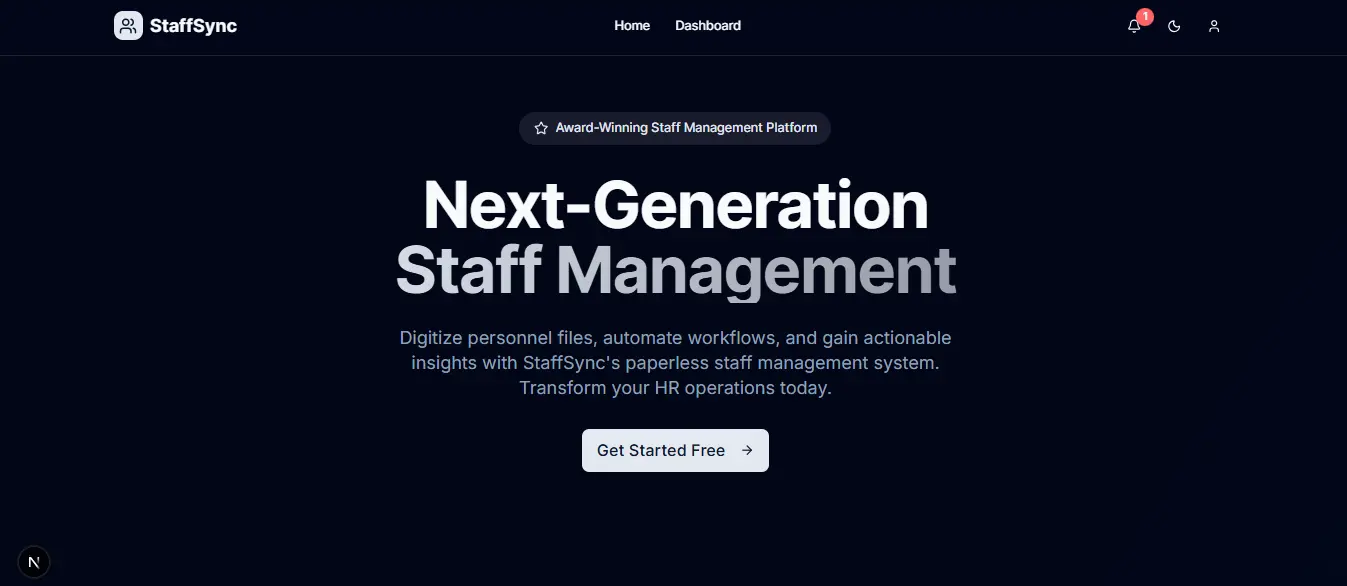 StaffSync
Home
Dashboard
1
Award-Winning Staff Management Platform
Next-Generation
Staff Management
Digitize personnel files, automate workflows, and gain actionable
insights with StaffSync's paperless staff management system.
Transform your HR operations today.
Get Started Free
N